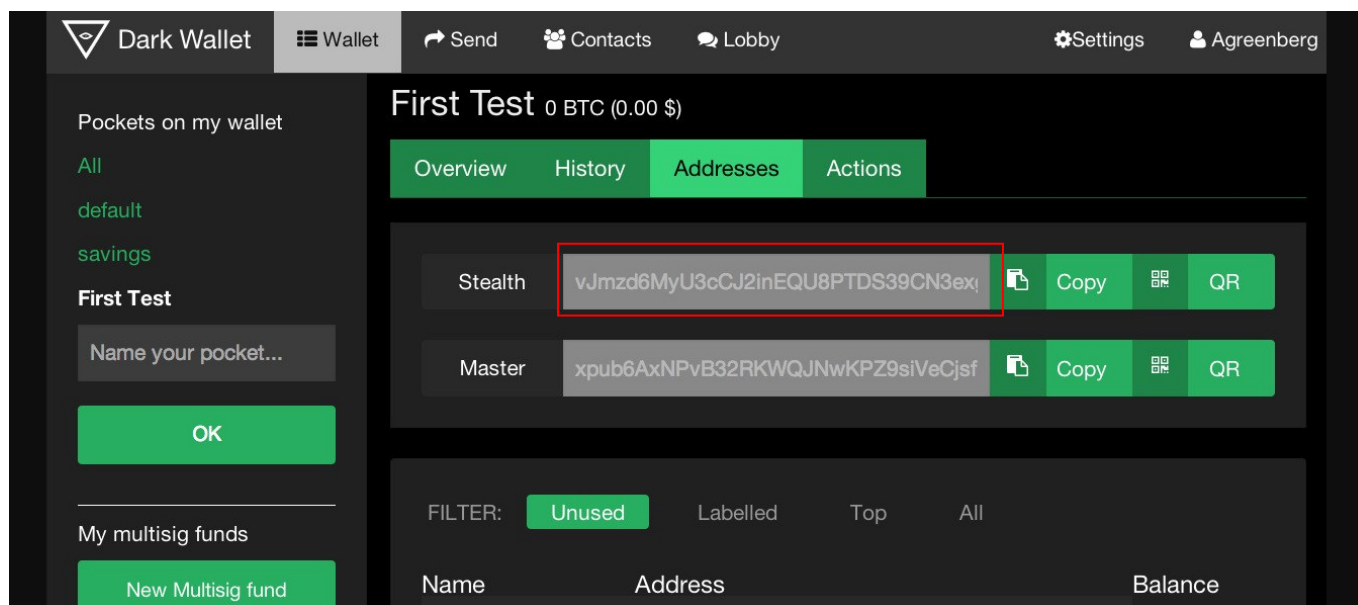 Dark Wallet Wallet Send Contacts Lobby Settings Agreenberg
Pockets on my wallet
All
default
savings
First Test
Name your pocket...
OK
My multisig funds
New Multisig fund
First Test 0 BTC (0.00 $)
Overview History Addresses Actions
Stealth vJmzd6MyU3cCJ2inEQU8PTDS39CN3ex Copy QR
Master xpub6AxNPvB32RKWQJNwKPZ9siVeCjsf Copy QR
FILTER: Unused Labelled Top All
Name Address Balance